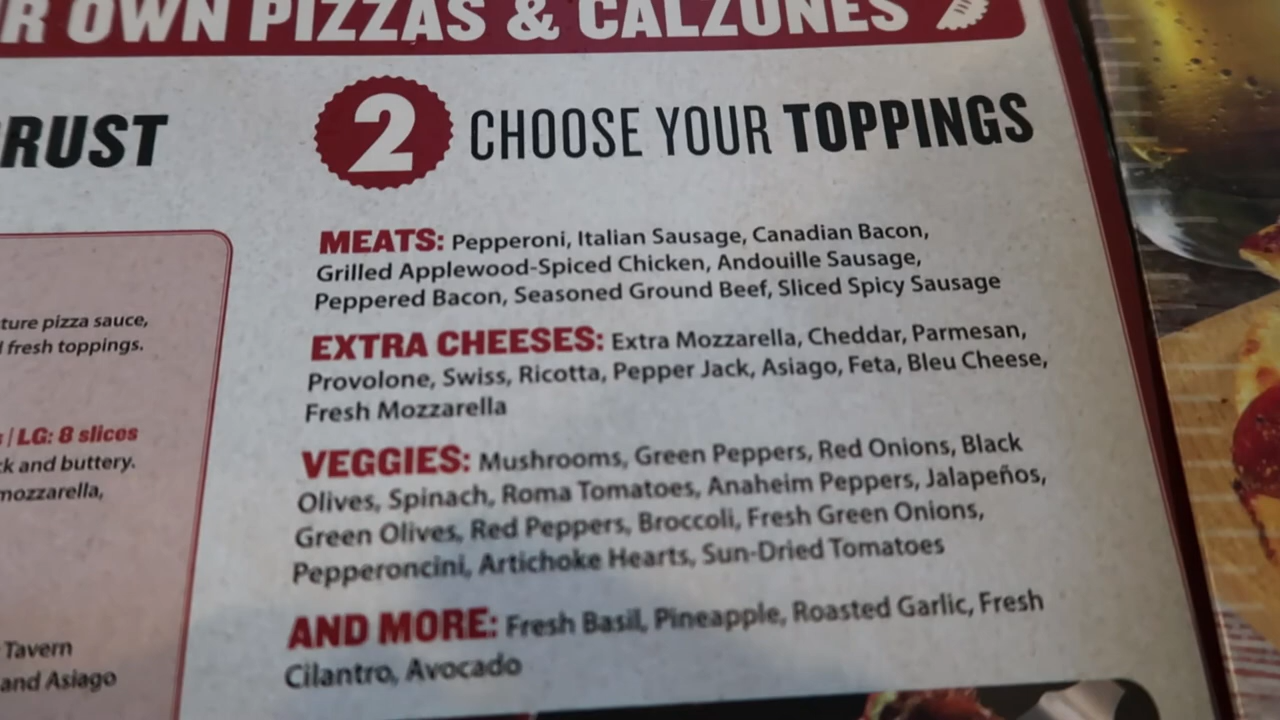 R OWN PIZZAS & CALZONES
RUST
2 CHOOSE YOUR TOPPINGS
MEATS: Pepperoni, Italian Sausage, Canadian Bacon,
Grilled Applewood-Spiced Chicken, Andouille Sausage,
Peppered Bacon, Seasoned Ground Beef, Sliced Spicy Sausage
EXTRA CHEESES: Extra Mozzarella, Cheddar, Parmesan,
Provolone, Swiss, Ricotta, Pepper Jack, Asiago, Feta, Bleu Cheese,
Fresh Mozzarella
VEGGIES: Mushrooms, Green Peppers, Red Onions, Black
Olives, Spinach, Roma Tomatoes, Anaheim Peppers, Jalapeños,
Green Olives, Red Peppers, Broccoli, Fresh Green Onions,
Pepperoncini, Artichoke Hearts, Sun-Dried Tomatoes
AND MORE: Fresh Basil, Pineapple, Roasted Garlic, Fresh
Cilantro, Avocado
ture pizza sauce,
fresh toppings.
| LG: 8 slices
k and buttery.
mozzarella,
Tavern
and Asiago